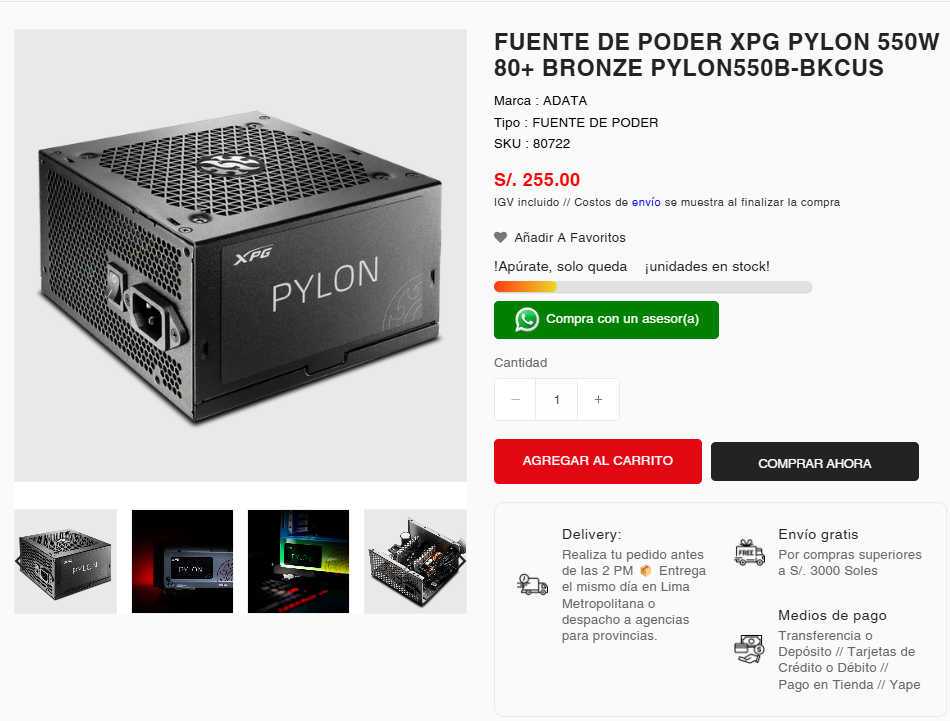 FUENTE DE PODER XPG PYLON 550W
80+ BRONZE PYLON550B-BKCUS
Marca : ADATA
Tipo : FUENTE DE PODER
SKU : 80722
S/. 255.00
IGV incluido // Costos de envío se muestra al finalizar la compra
Añadir A Favoritos
!Apúrate, solo queda ¡unidades en stock!
Compra con un asesor(a)
Cantidad
− 1 +
AGREGAR AL CARRITO
COMPRAR AHORA
Delivery:
Realiza tu pedido antes
de las 2 PM 📦 Entrega
el mismo día en Lima
Metropolitana o
despacho a agencias
para provincias.
FREE
Envío gratis
Por compras superiores
a S/. 3000 Soles
Medios de pago
Transferencia o
Depósito // Tarjetas de
Crédito o Débito //
Pago en Tienda // Yape
XPG
PYLON
PYLON
PYLON
PYLON